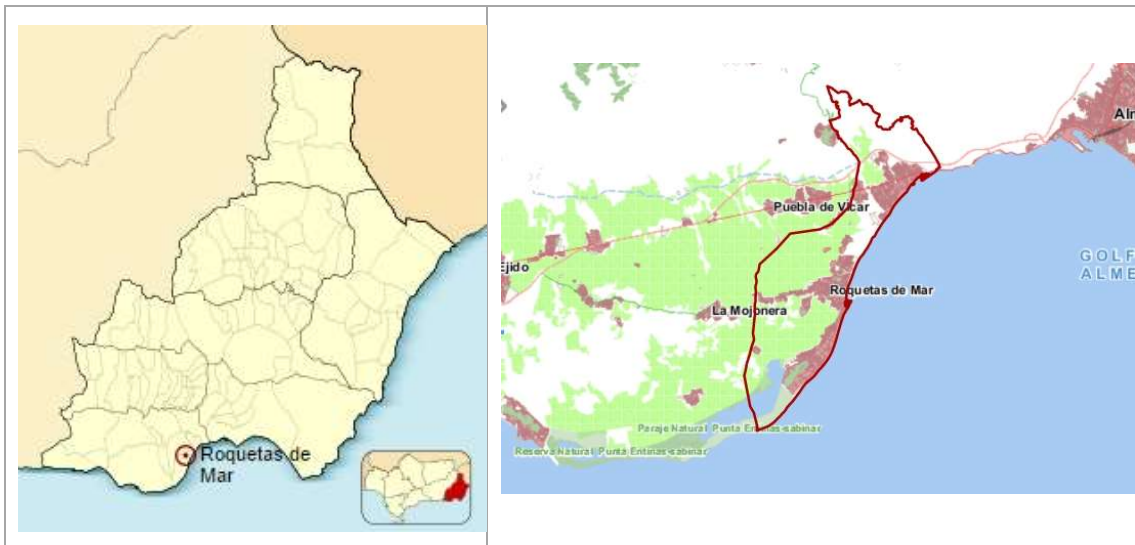 Roquetas de
Mar
Alm
Puebla de Vicar
GOLF
ALME
Ejido
Roquetas de Mar
La Mojonera
Paraje Natural Punta Entinas-sabinar
Reserva Natural Punta Entinas-sabinar